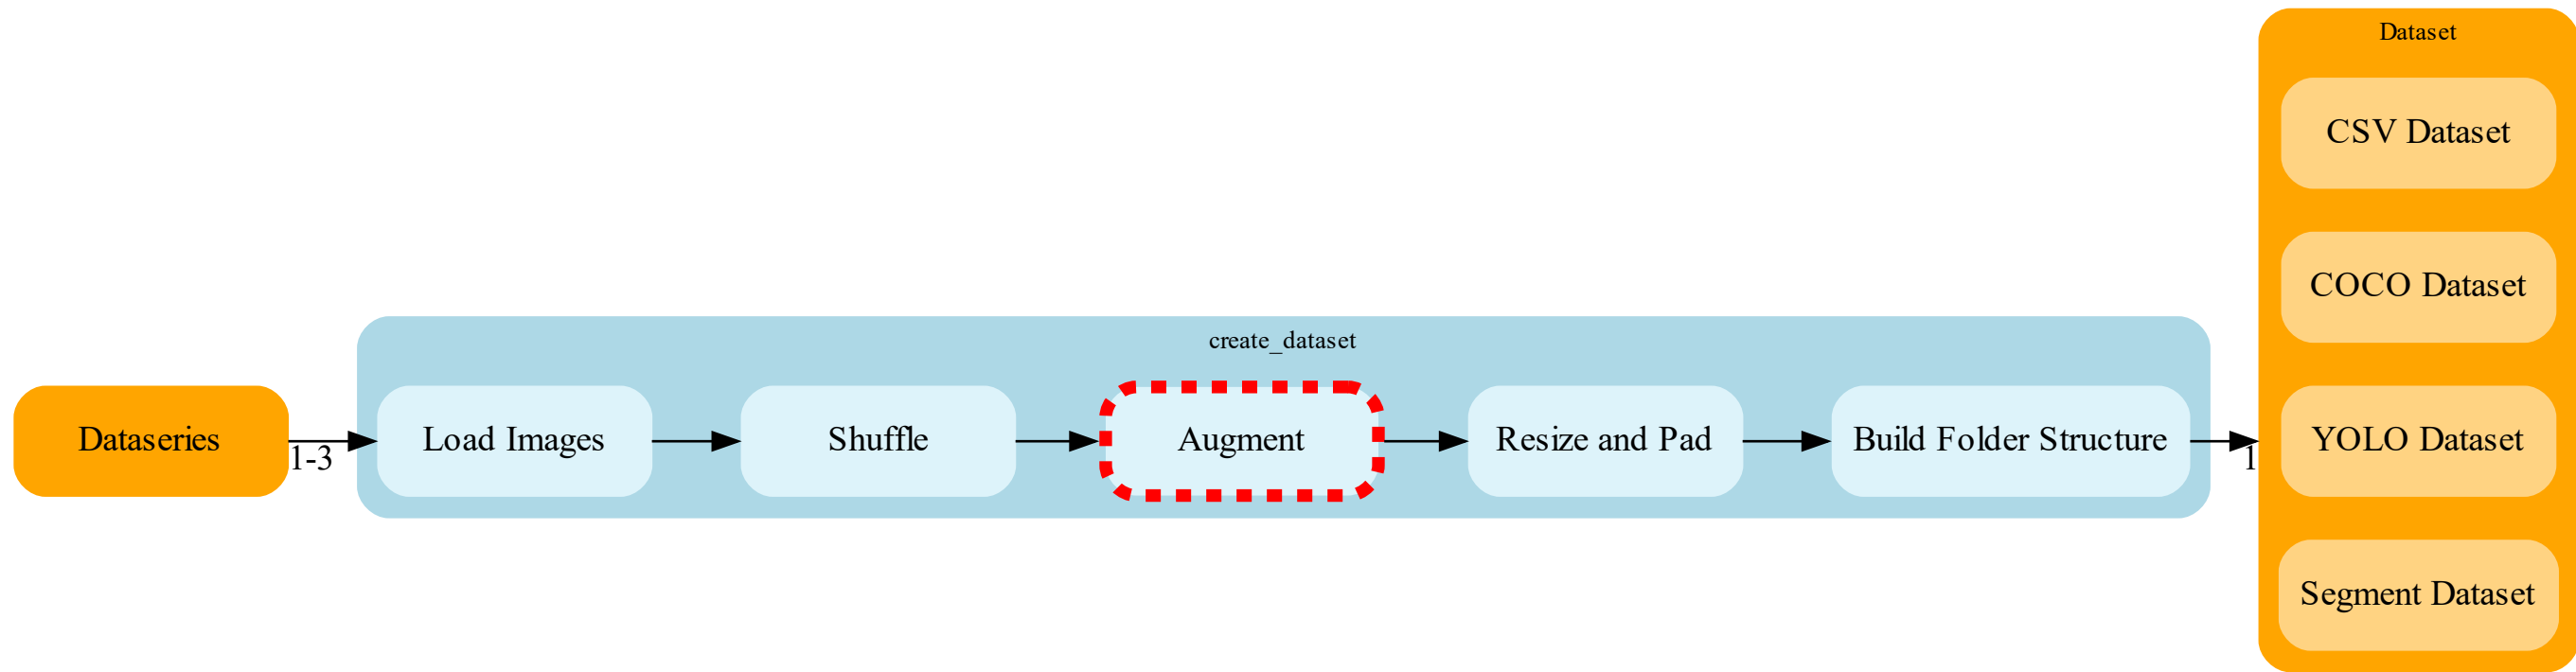 Dataseries
1-3
create_dataset
Load Images
Shuffle
Augment
Resize and Pad
Build Folder Structure
1
Dataset
CSV Dataset
COCO Dataset
YOLO Dataset
Segment Dataset